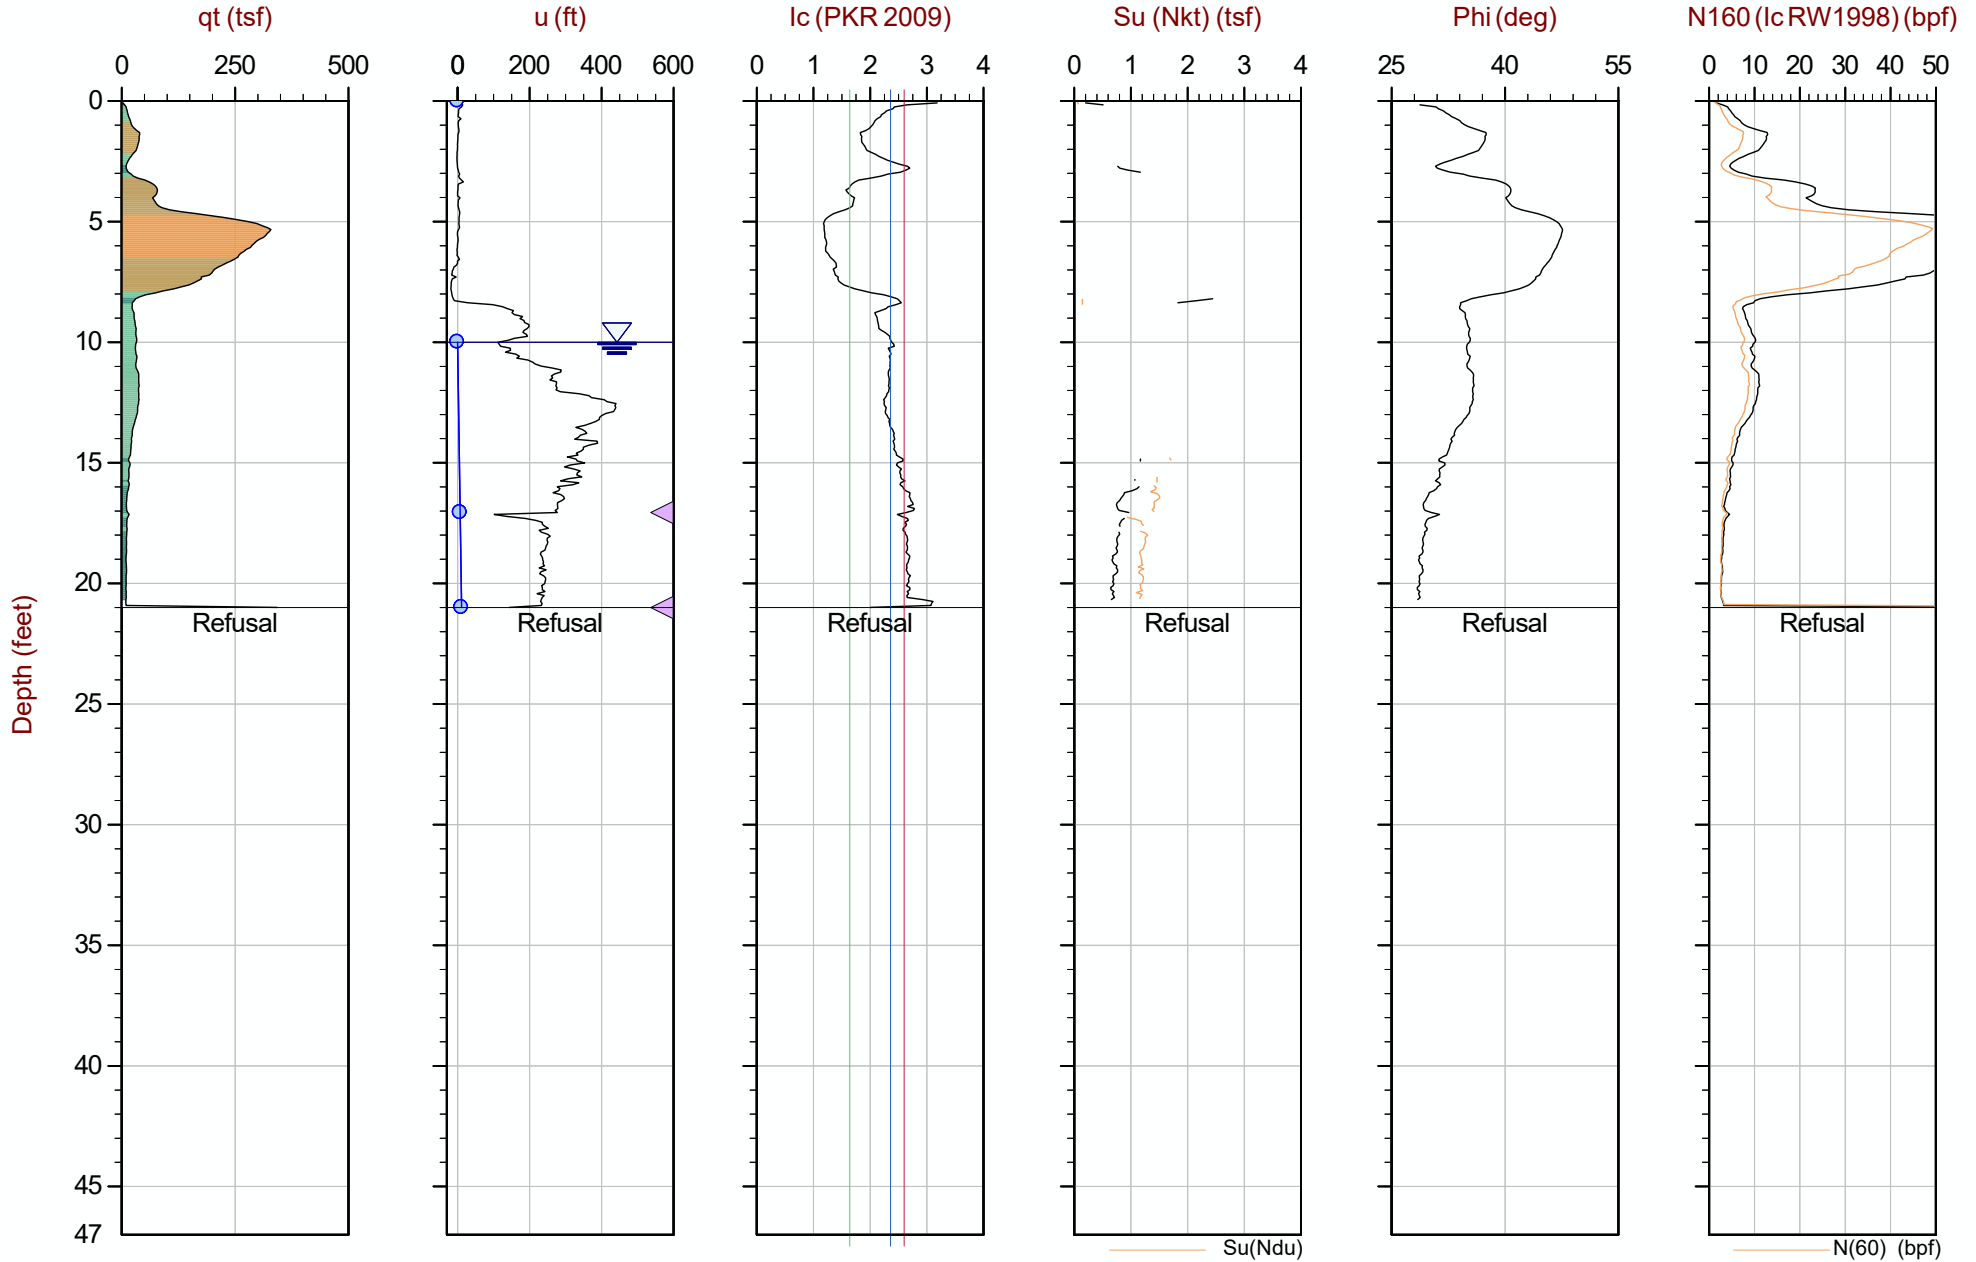 qt (tsf) u (ft) Ic (PKR 2009) Su (Nkt) (tsf) Phi (deg) N160 (Ic RW1998) (bpf)
0 250 500 0 200 400 600 0 1 2 3 4 0 1 2 3 4 25 40 55 0 10 20 30 40 50
0
5
10
15
20
Refusal Refusal Refusal Refusal Refusal Refusal
Depth (feet)
25
30
35
40
45
47
Su(Ndu) N(60) (bpf)